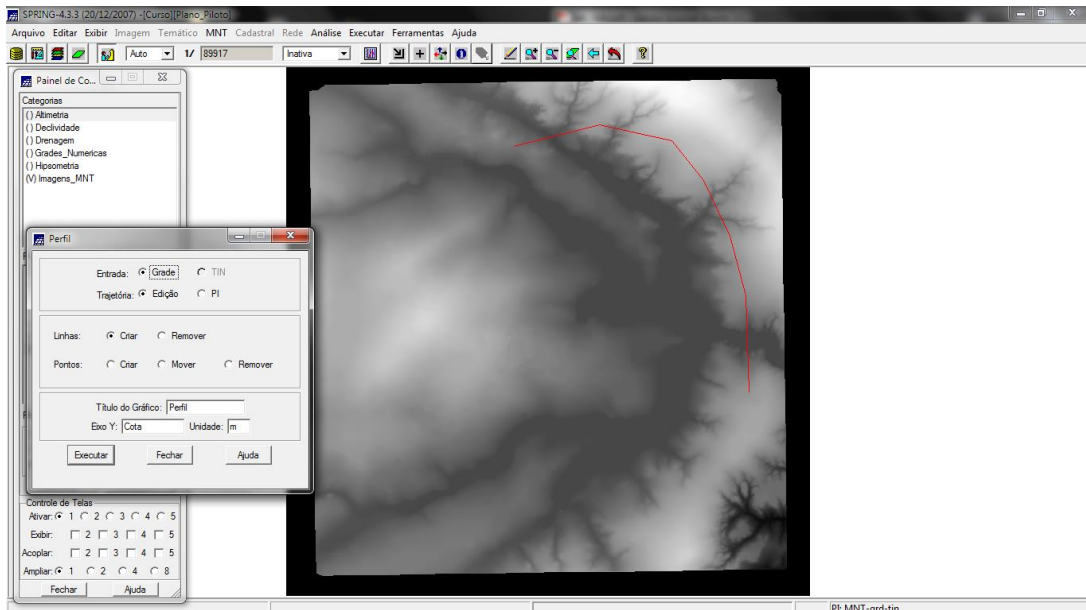 SPRING-4.3.3 (20/12/2007) -[Curso][Plano_Piloto]
Arquivo Editar Exibir Imagem Temático MNT Cadastral Rede Análise Executar Ferramentas Ajuda
Auto 1/ 89917 Inativa
Painel de Co...
Categorias
() Altimetria
() Declividade
() Drenagem
() Grades_Numericas
() Hipsometria
(V) Imagens_MNT
Perfil
Entrada: Grade TIN
Trajetória: Edição PI
Linhas: Criar Remover
Pontos: Criar Mover Remover
Título do Gráfico: Perfil
Eixo Y: Cota Unidade: m
Executar Fechar Ajuda
Controle de Telas
Ativar: 1 2 3 4 5
Exibir: 2 3 4 5
Acoplar: 2 3 4 5
Ampliar: 1 2 4 8
Fechar Ajuda
PI: MNT-grd-tin